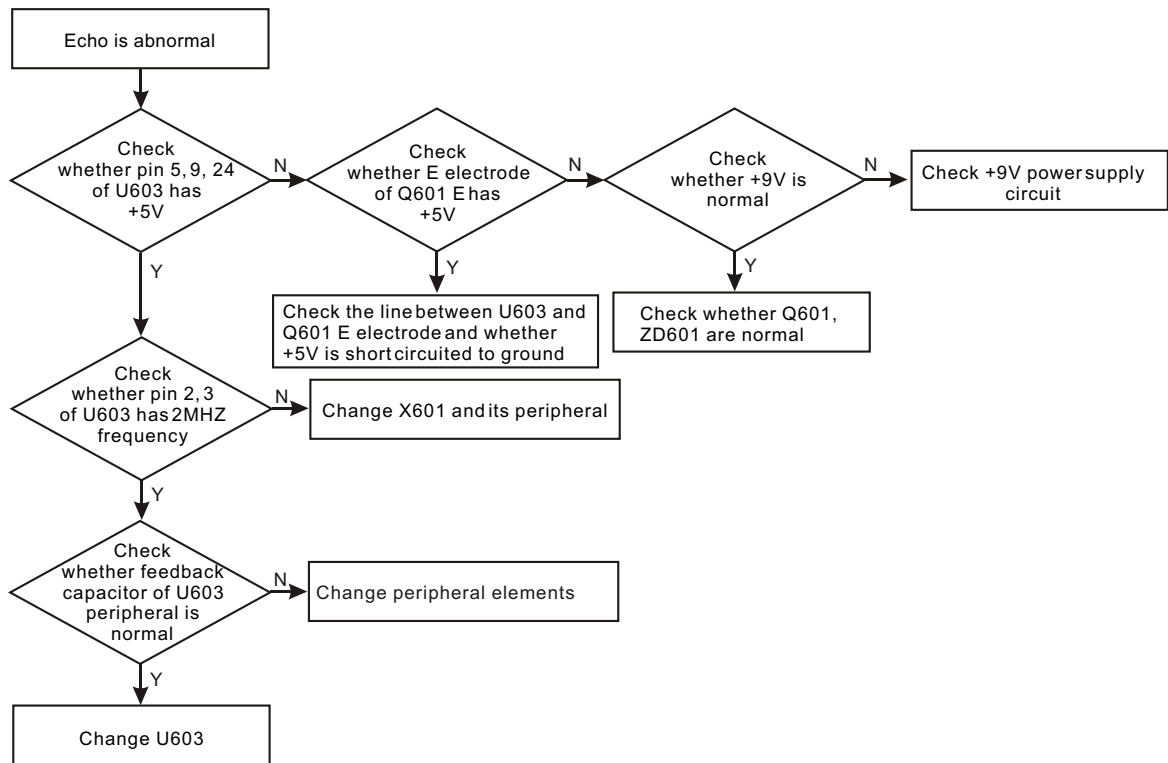 Echo is abnormal
Check
whether pin 5, 9, 24
of U603 has
+5V
N
Check
whether E electrode
of Q601 E has
+5V
N
Check
whether +9V is
normal
N
Check +9V power supply
circuit
Y
Y
Y
Check the line between U603 and
Q601 E electrode and whether
+5V is short circuited to ground
Check whether Q601,
ZD601 are normal
Check
whether pin 2, 3
of U603 has 2MHZ
frequency
N
Change X601 and its peripheral
Y
Check
whether feedback
capacitor of U603
peripheral is
normal
N
Change peripheral elements
Y
Change U603